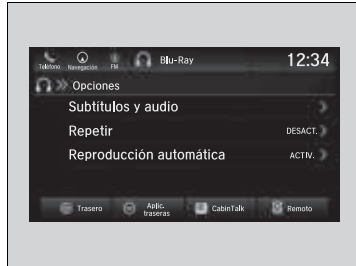 Teléfono Navegación FM Blu-Ray 12:34
Opciones
Subtítulos y audio
Repetir DESACT.
Reproducción automática ACTIV.
Trasero Aplic. traseras CabinTalk Remoto